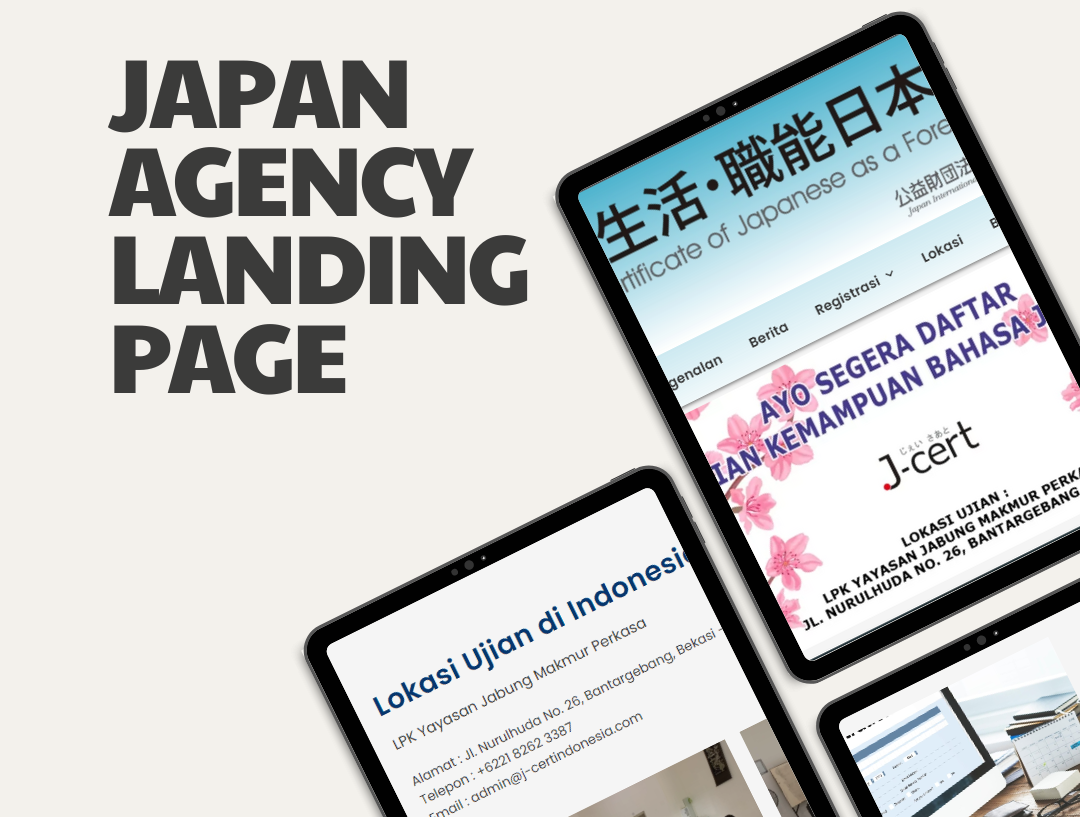 JAPAN
AGENCY
LANDING
PAGE
生活・職能日本
rtificate of Japanese as a Fore
公益財団法
Japan International
genalan
Berita
Registrasi
Lokasi
B
AYO SEGERA DAFTAR
IAN KEMAMPUAN BAHASA J
じぇい さあと
J-cert
LOKASI UJIAN :
LPK YAYASAN JABUNG MAKMUR PERKA
JL. NURULHUDA NO. 26, BANTARGEBANG
Lokasi Ujian di Indonesia
LPK Yayasan Jabung Makmur Perkasa
Alamat : Jl. Nurulhuda No. 26, Bantargebang, Bekasi -
Telepon : +6221 8262 3387
Email : admin@j-certindonesia.com